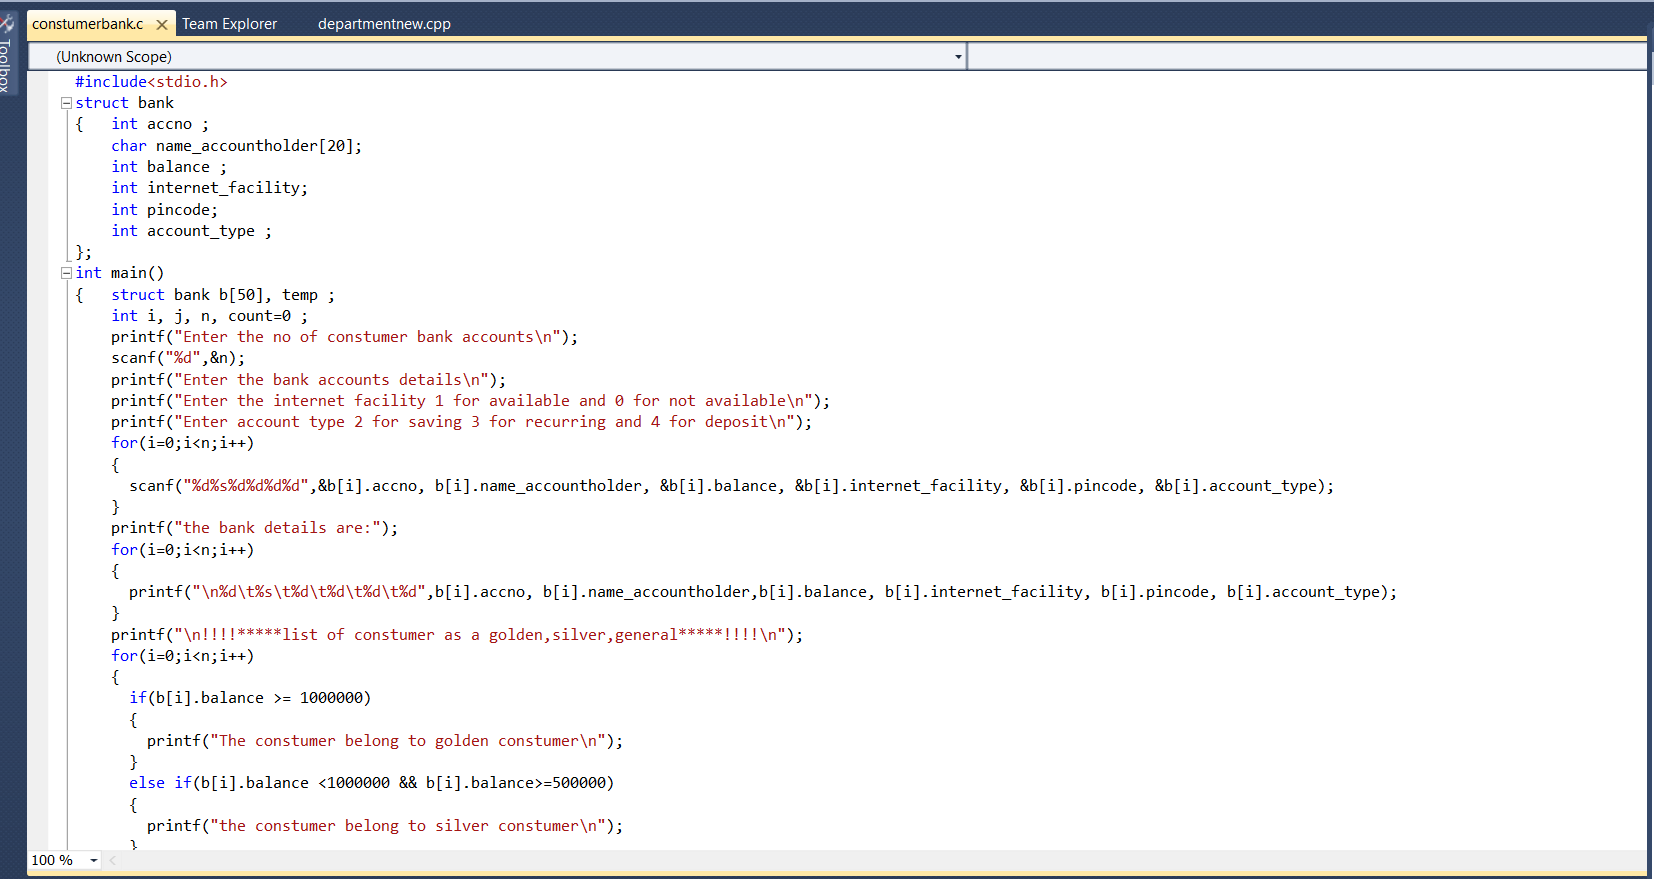 constumerbank.c Team Explorer departmentnew.cpp
Toolbox
(Unknown Scope)
#include<stdio.h>
struct bank
{   int accno ;
    char name_accountholder[20];
    int balance ;
    int internet_facility;
    int pincode;
    int account_type ;
};
int main()
{   struct bank b[50], temp ;
    int i, j, n, count=0 ;
    printf("Enter the no of constumer bank accounts\n");
    scanf("%d",&n);
    printf("Enter the bank accounts details\n");
    printf("Enter the internet facility 1 for available and 0 for not available\n");
    printf("Enter account type 2 for saving 3 for recurring and 4 for deposit\n");
    for(i=0;i<n;i++)
    {
      scanf("%d%s%d%d%d%d",&b[i].accno, b[i].name_accountholder, &b[i].balance, &b[i].internet_facility, &b[i].pincode, &b[i].account_type);
    }
    printf("the bank details are:");
    for(i=0;i<n;i++)
    {
      printf("\n%d\t%s\t%d\t%d\t%d\t%d",b[i].accno, b[i].name_accountholder,b[i].balance, b[i].internet_facility, b[i].pincode, b[i].account_type);
    }
    printf("\n!!!!*****list of constumer as a golden,silver,general*****!!!!\n");
    for(i=0;i<n;i++)
    {
      if(b[i].balance >= 1000000)
      {
        printf("The constumer belong to golden constumer\n");
      }
      else if(b[i].balance <1000000 && b[i].balance>=500000)
      {
        printf("the constumer belong to silver constumer\n");
      }
100 %